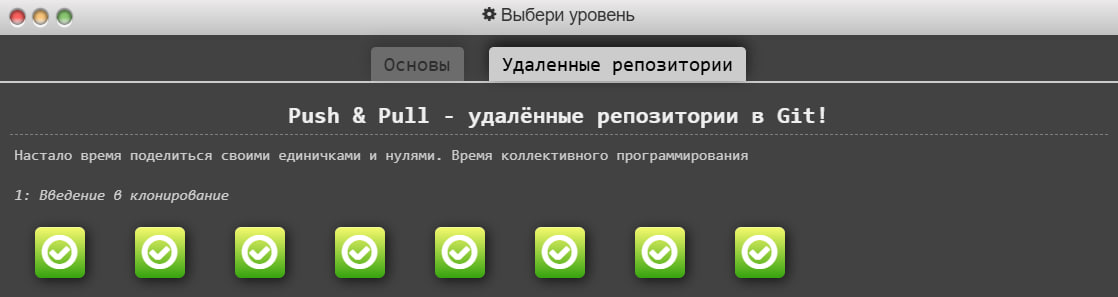 Выбери уровень
Основы
Удаленные репозитории
Push & Pull - удалённые репозитории в Git!
Настало время поделиться своими единичками и нулями. Время коллективного программирования
1: Введение в клонирование